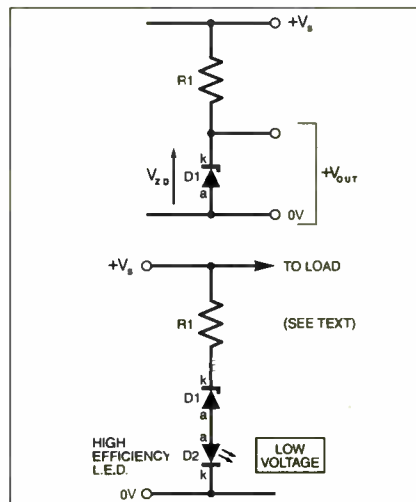 +Vs
R1
k
VZD
D1
a
+VOUT
0V
+Vs
TO LOAD
R1
(SEE TEXT)
k
D1
a
a
HIGH
EFFICIENCY
L.E.D.
D2
k
LOW
VOLTAGE
0V